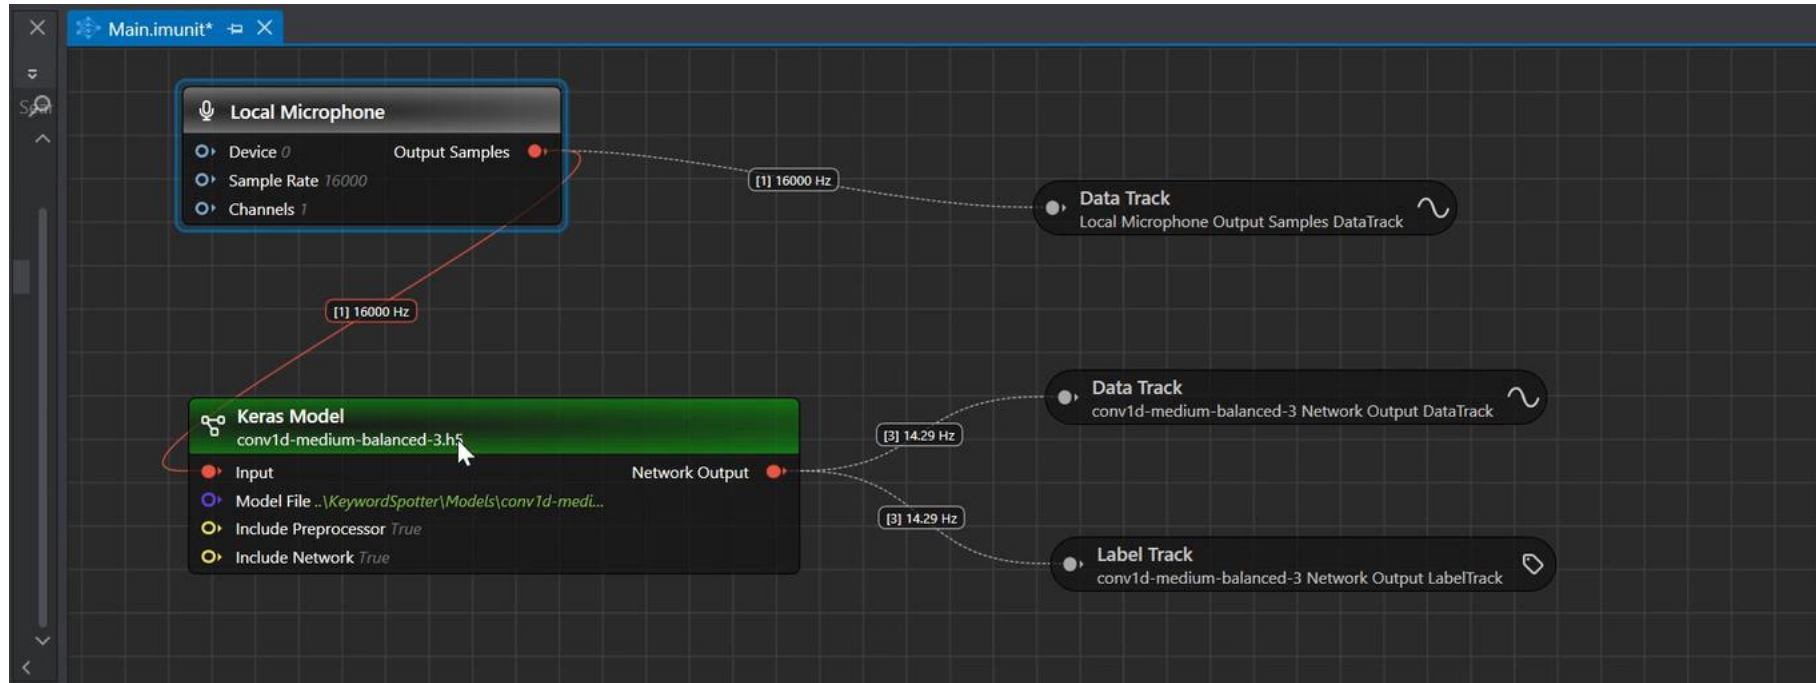 Main.imunit*
Local Microphone
Device 0
Output Samples
Sample Rate 16000
Channels 1
[1] 16000 Hz
Data Track
Local Microphone Output Samples DataTrack
[1] 16000 Hz
Keras Model
conv1d-medium-balanced-3.h5
Input
Network Output
Model File ..\KeywordSpotter\Models\conv1d-medi...
Include Preprocessor True
Include Network True
[3] 14.29 Hz
Data Track
conv1d-medium-balanced-3 Network Output DataTrack
[3] 14.29 Hz
Label Track
conv1d-medium-balanced-3 Network Output LabelTrack